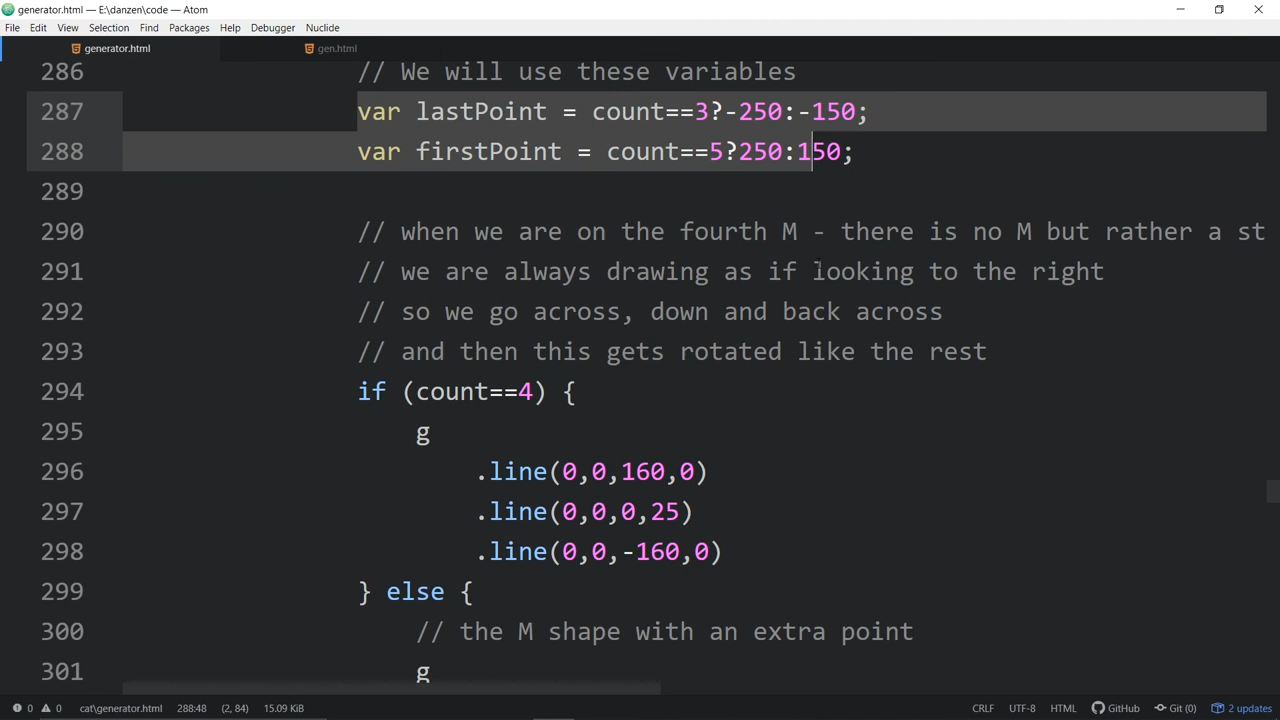 generator.html — E:\danzen\code — Atom
File Edit View Selection Find Packages Help Debugger Nuclide
generator.html gen.html
286 // We will use these variables
287 var lastPoint = count==3?-250:-150;
288 var firstPoint = count==5?250:150;
289
290 // when we are on the fourth M - there is no M but rather a st
291 // we are always drawing as if looking to the right
292 // so we go across, down and back across
293 // and then this gets rotated like the rest
294 if (count==4) {
295 g
296 .line(0,0,160,0)
297 .line(0,0,0,25)
298 .line(0,0,-160,0)
299 } else {
300 // the M shape with an extra point
301 g
0 0 cat\generator.html 288:48 (2, 84) 15.09 KiB CRLF UTF-8 HTML GitHub Git (0) 2 updates